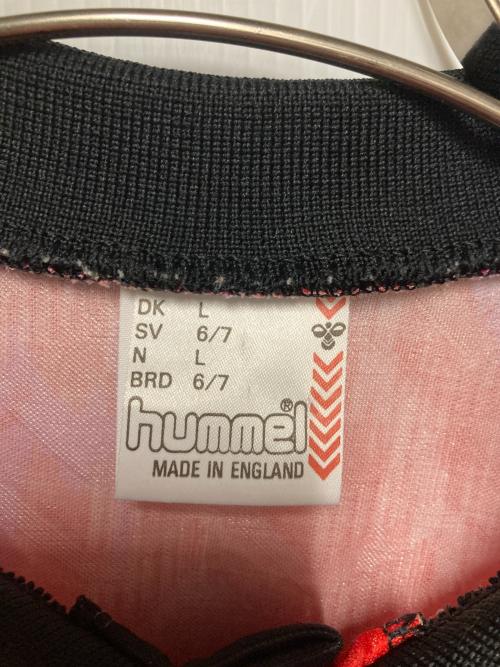 DK L
SV 6/7
N L
BRD 6/7
hummel®
MADE IN ENGLAND